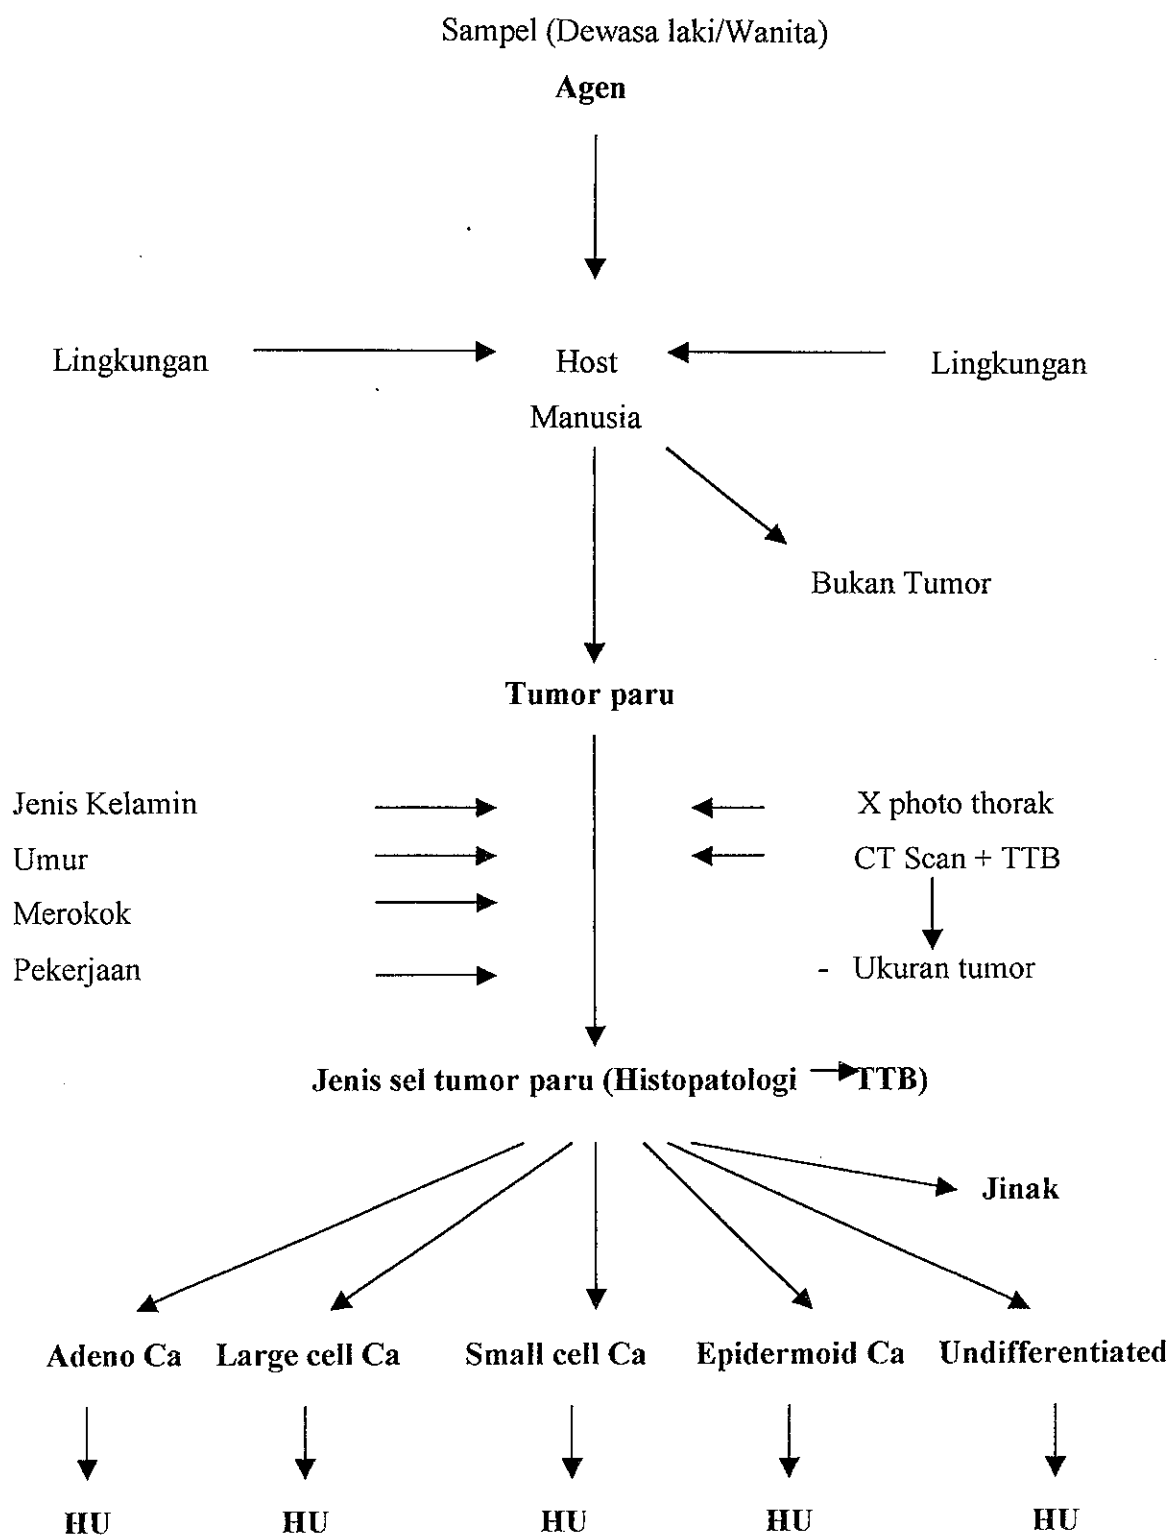 Sampel (Dewasa laki/Wanita)
Agen
Lingkungan Host Lingkungan
Manusia
Bukan Tumor
Tumor paru
Jenis Kelamin X photo thorak
Umur CT Scan + TTB
Merokok
Pekerjaan - Ukuran tumor
Jenis sel tumor paru (Histopatologi TTB)
Jinak
Adeno Ca Large cell Ca Small cell Ca Epidermoid Ca Undifferentiated
HU HU HU HU HU